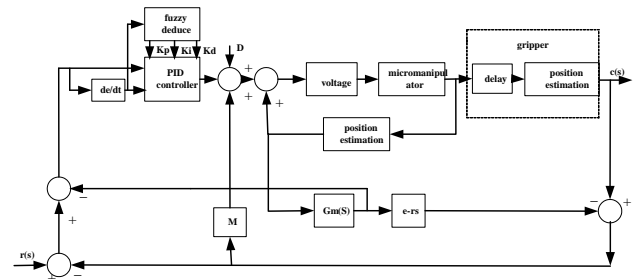 fuzzy
deduce
D
Kp
Ki
Kd
PID
controller
de/dt
+
+
+
voltage
micromanipul
ator
gripper
delay
position
estimation
c(s)
position
estimation
Gm(S)
e-rs
M
−
+
−
+
r(s)
+
−